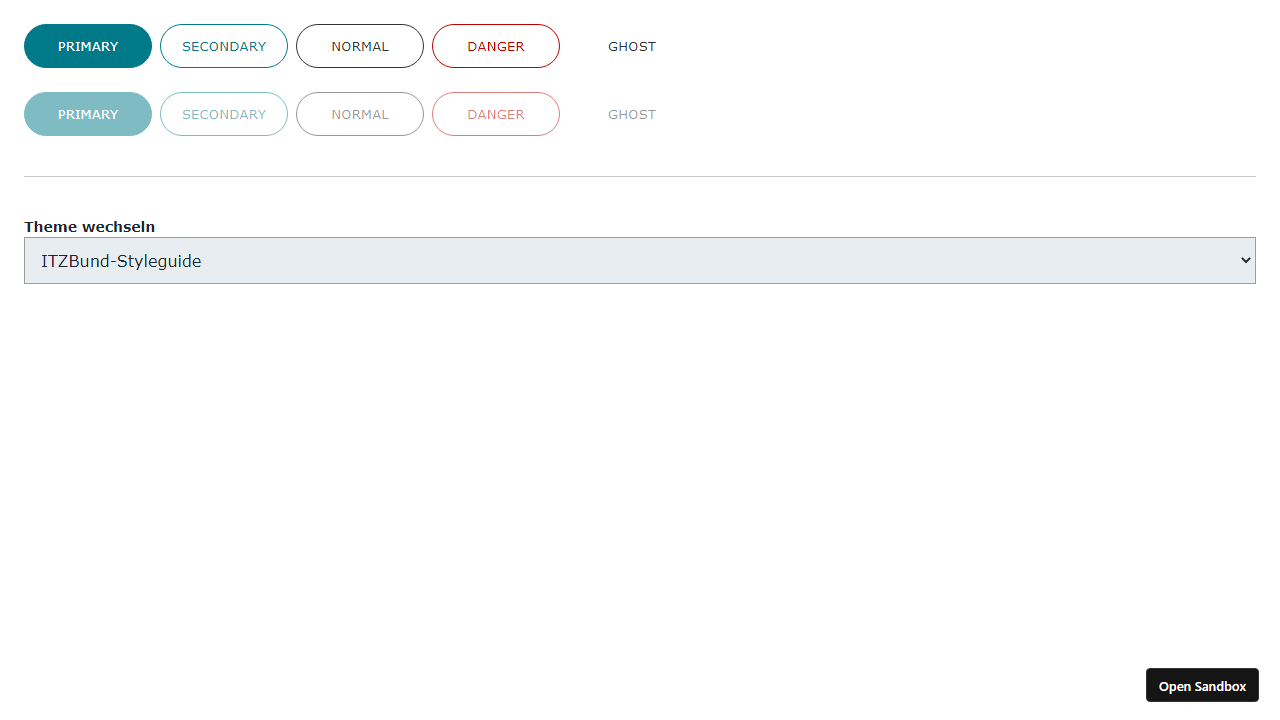 PRIMARY SECONDARY NORMAL DANGER GHOST
PRIMARY SECONDARY NORMAL DANGER GHOST
Theme wechseln
ITZBund-Styleguide
Open Sandbox